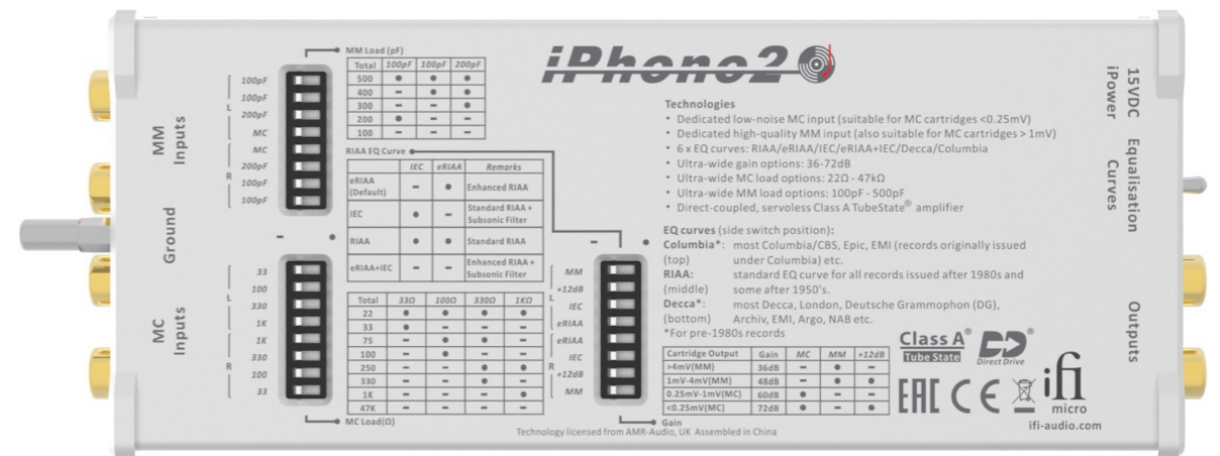 iPhono2
MM Load (pF)
Total 100pF 100pF 200pF
500 • • •
400 – • •
300 – – •
200 • – –
100 – – –
100pF
100pF
L
200pF
MC
MC
200pF
R
100pF
100pF
MM
Inputs
Ground
MC
Inputs
RIAA EQ Curve
IEC eRIAA Remarks
eRIAA
(Default) – • Enhanced RIAA
IEC • – Standard RIAA +
Subsonic Filter
RIAA • • Standard RIAA
eRIAA+IEC – – Enhanced RIAA +
Subsonic Filter
– •
33
100
L
330
1K
1K
330
R
100
33
Total 33Ω 100Ω 330Ω 1KΩ
22 • • • •
33 • – – –
75 – • • –
100 – • – –
250 – – • •
330 – – • –
1K – – – •
47K – – – –
MC Load(Ω)
– •
MM
+12dB
L
IEC
eRIAA
eRIAA
IEC
R
+12dB
MM
Gain
Technologies
• Dedicated low-noise MC input (suitable for MC cartridges <0.25mV)
• Dedicated high-quality MM input (also suitable for MC cartridges > 1mV)
• 6 x EQ curves: RIAA/eRIAA/IEC/eRIAA+IEC/Decca/Columbia
• Ultra-wide gain options: 36-72dB
• Ultra-wide MC load options: 22Ω - 47kΩ
• Ultra-wide MM load options: 100pF - 500pF
• Direct-coupled, servoless Class A TubeState® amplifier
EQ curves (side switch position):
Columbia*: most Columbia/CBS, Epic, EMI (records originally issued
(top) under Columbia) etc.
RIAA: standard EQ curve for all records issued after 1980s and
(middle) some after 1950's.
Decca*: most Decca, London, Deutsche Grammophon (DG),
(bottom) Archiv, EMI, Argo, NAB etc.
*For pre-1980s records
Cartridge Output Gain MC MM +12dB
>4mV(MM) 36dB – • –
1mV-4mV(MM) 48dB – • •
0.25mV-1mV(MC) 60dB • – –
<0.25mV(MC) 72dB • – •
Class A®
Tube State
DD®
Direct Drive
EAC CE
ifi
micro
ifi-audio.com
Technology licensed from AMR-Audio, UK Assembled in China
15VDC
iPower
Equalisation
Curves
Outputs